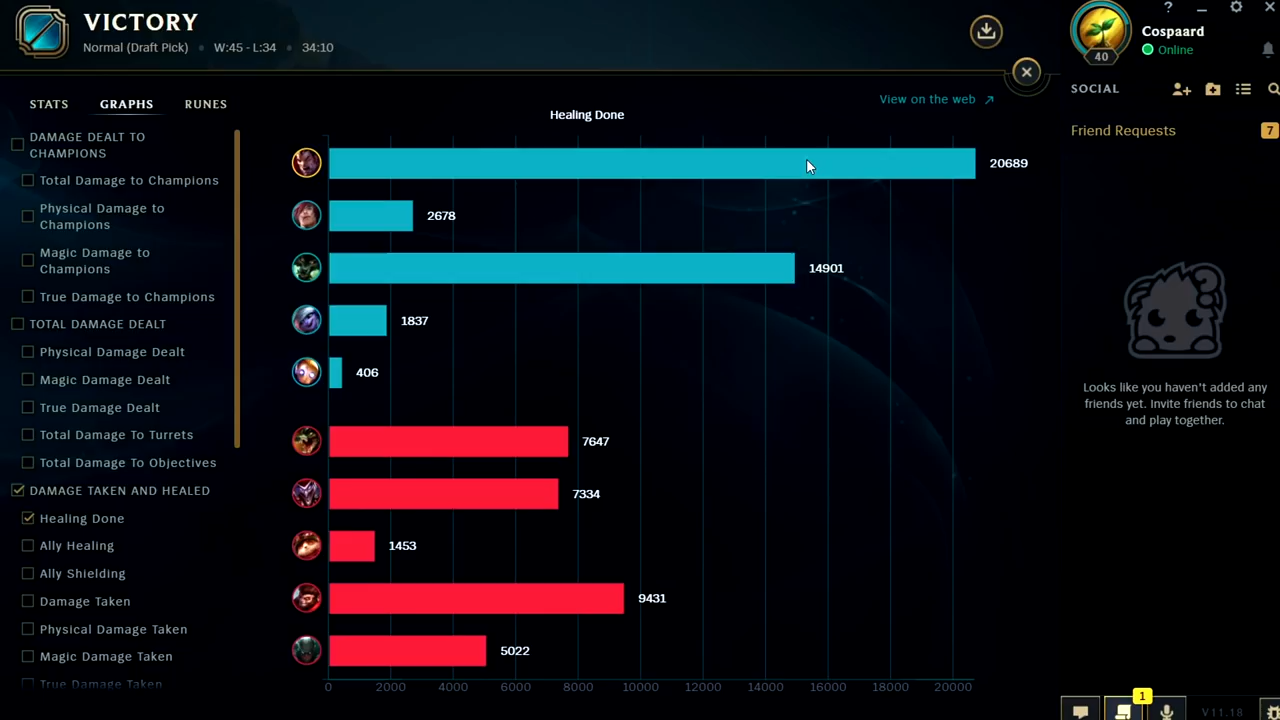 VICTORY
Normal (Draft Pick) • W:45 - L:34 • 34:10
?
40
Cospaard
Online
STATS
GRAPHS
RUNES
View on the web
SOCIAL
Healing Done
Friend Requests
7
DAMAGE DEALT TO
CHAMPIONS
Total Damage to Champions
Physical Damage to
Champions
Magic Damage to
Champions
True Damage to Champions
TOTAL DAMAGE DEALT
Physical Damage Dealt
Magic Damage Dealt
True Damage Dealt
Total Damage To Turrets
Total Damage To Objectives
DAMAGE TAKEN AND HEALED
Healing Done
Ally Healing
Ally Shielding
Damage Taken
Physical Damage Taken
Magic Damage Taken
True Damage Taken
20689
2678
14901
1837
406
7647
7334
1453
9431
5022
0 2000 4000 6000 8000 10000 12000 14000 16000 18000 20000
Looks like you haven't added any
friends yet. Invite friends to chat
and play together.
1
V11.18